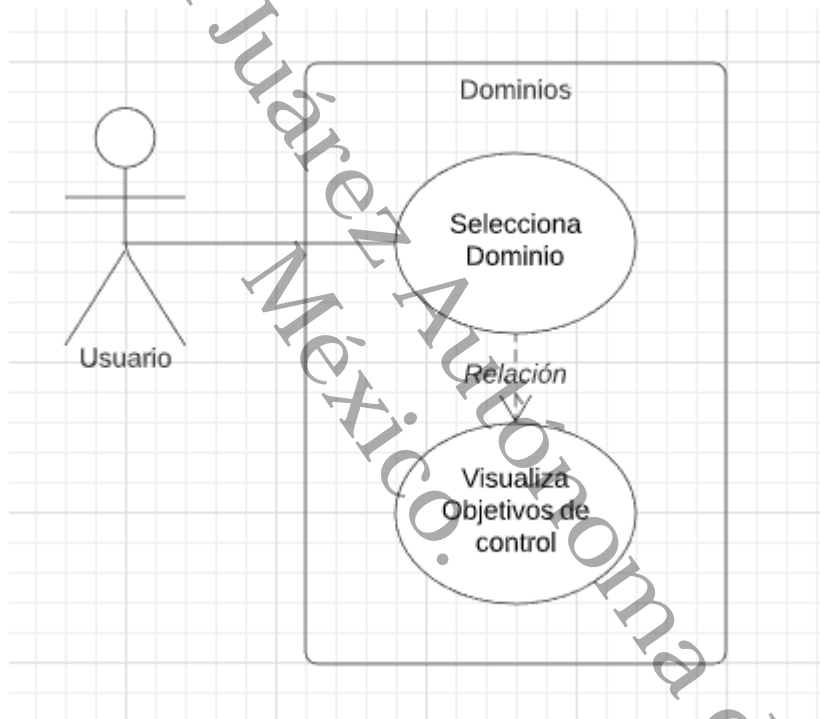 Dominios
Selecciona
Dominio
Usuario
Relación
Visualiza
Objetivos de
control
Juárez Autónoma
México.